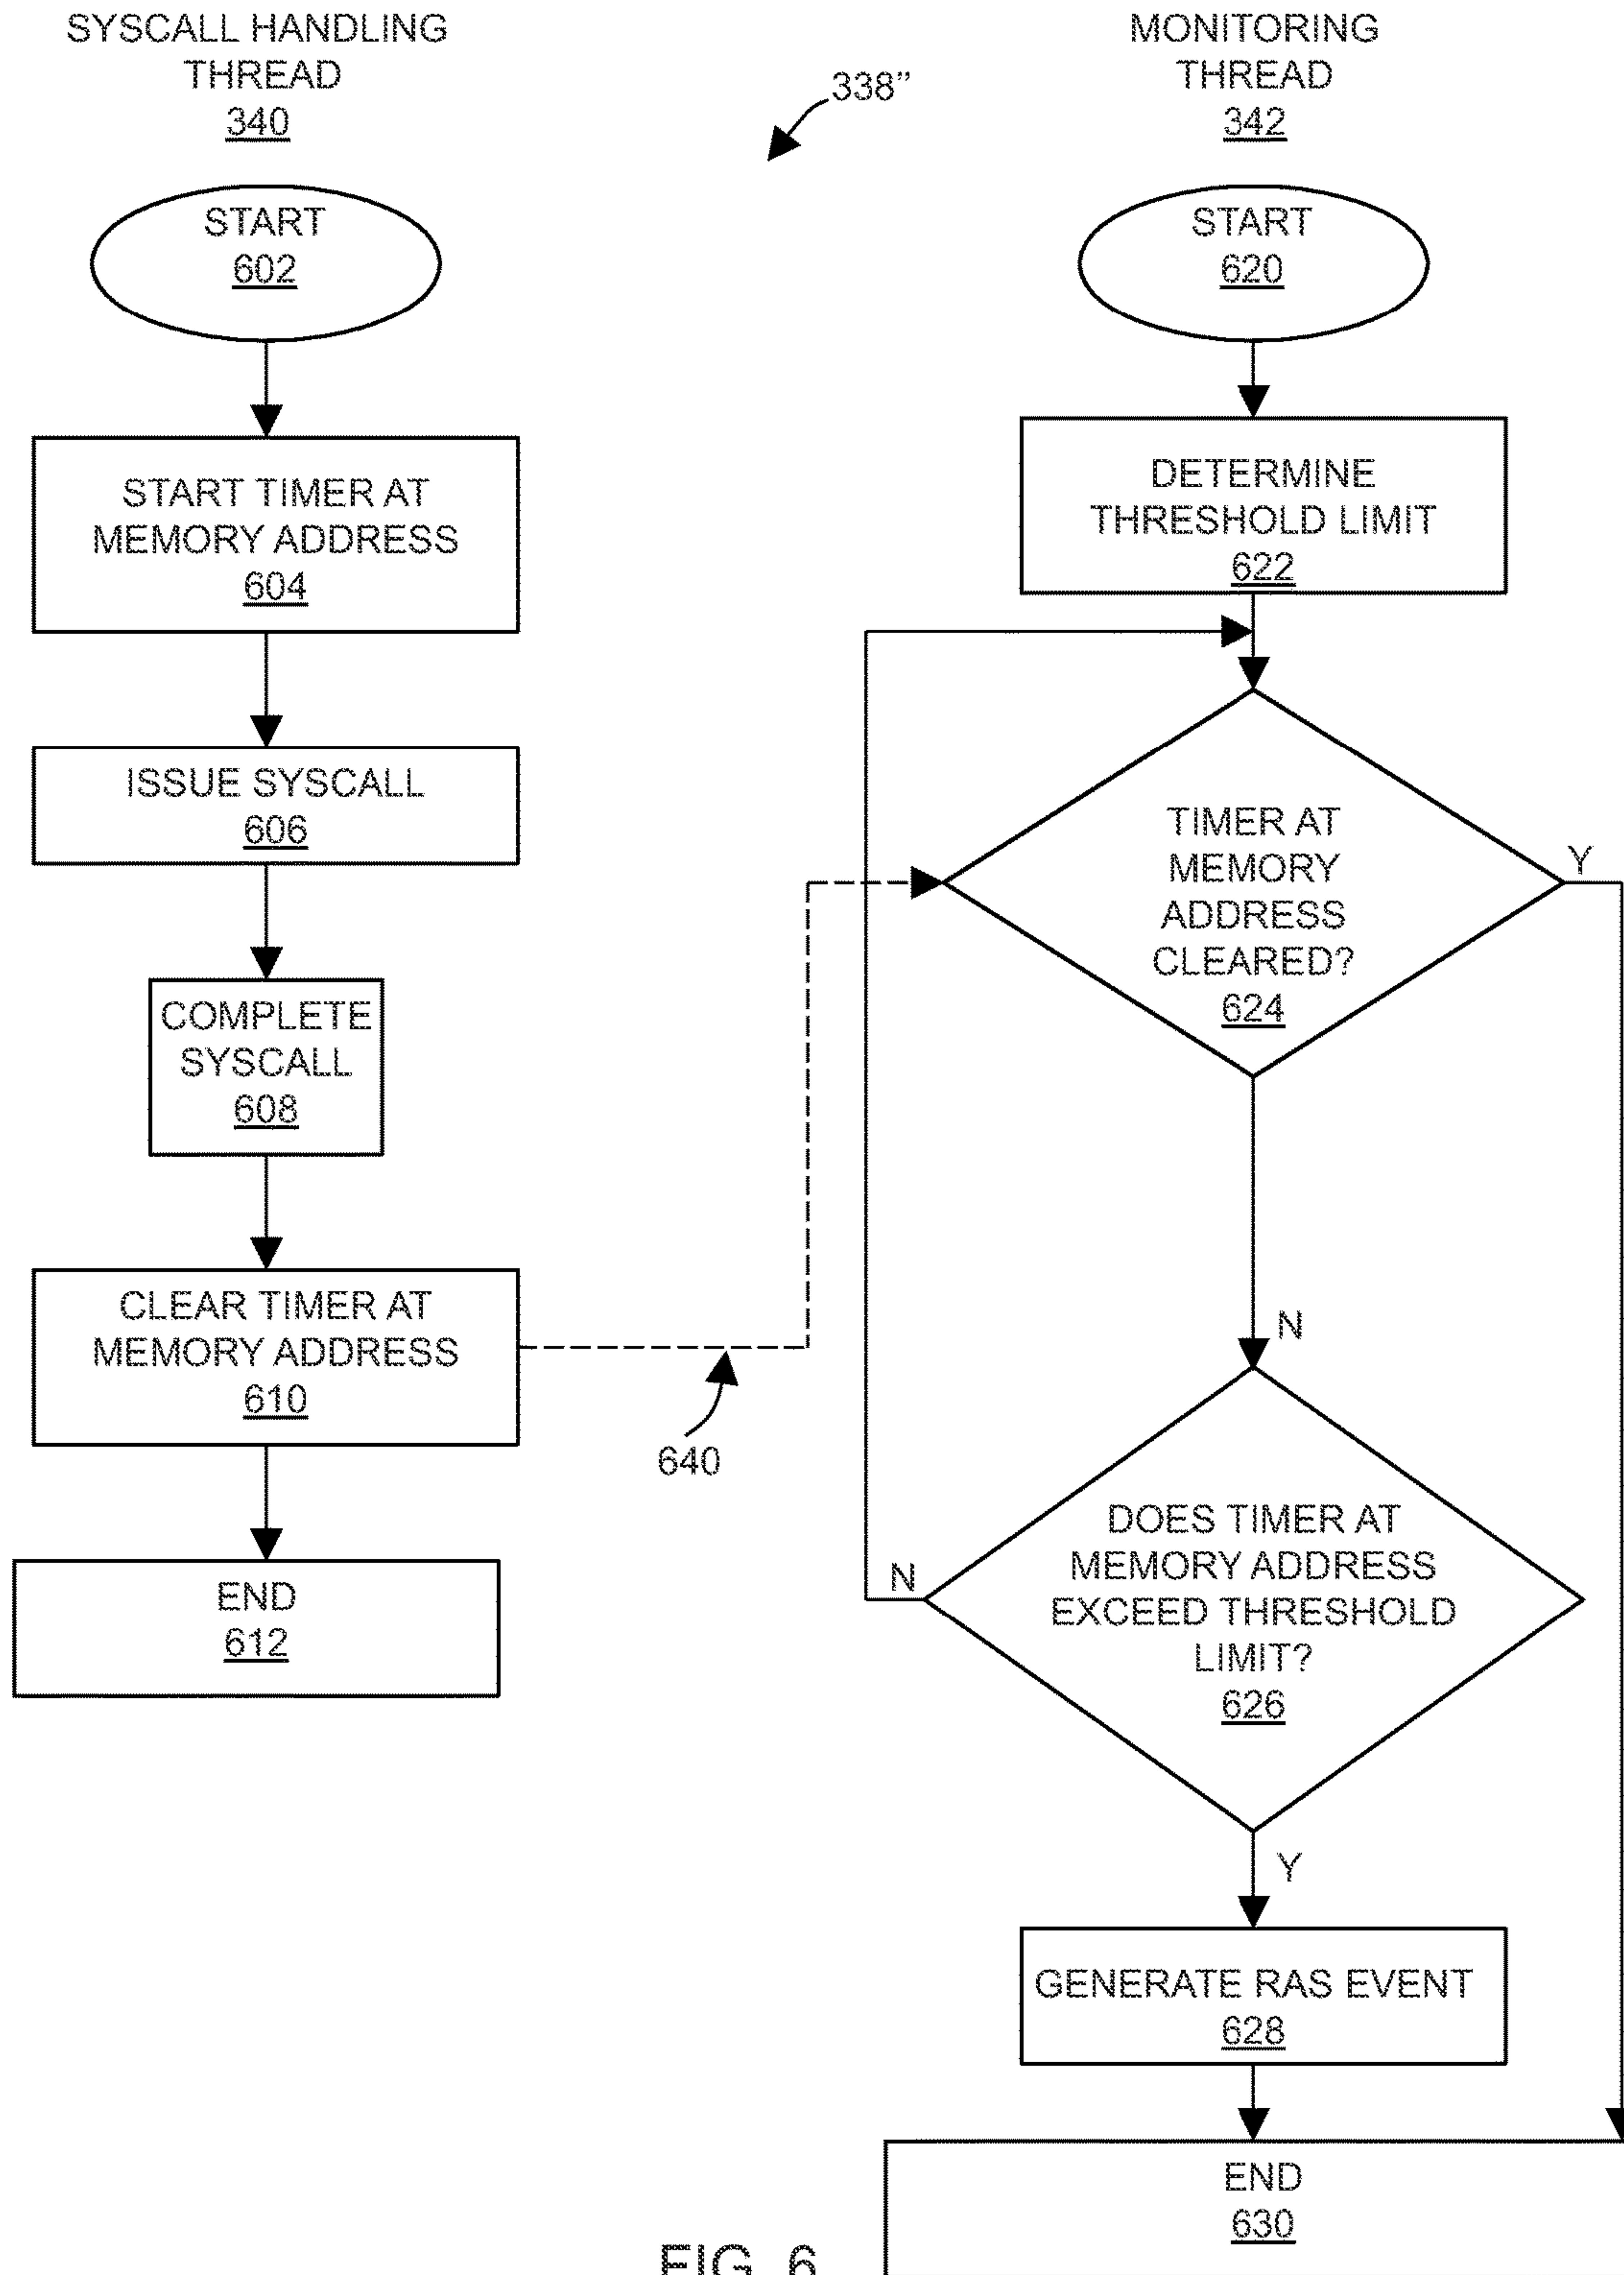 SYSCALL HANDLING
THREAD
340
338”
START
602
START TIMER AT
MEMORY ADDRESS
604
ISSUE SYSCALL
606
COMPLETE
SYSCALL
608
CLEAR TIMER AT
MEMORY ADDRESS
610
640
END
612
MONITORING
THREAD
342
START
620
DETERMINE
THRESHOLD LIMIT
622
TIMER AT
MEMORY
ADDRESS
CLEARED?
624
Y
N
DOES TIMER AT
MEMORY ADDRESS
EXCEED THRESHOLD
LIMIT?
626
N
Y
GENERATE RAS EVENT
628
END
630
FIG. 6